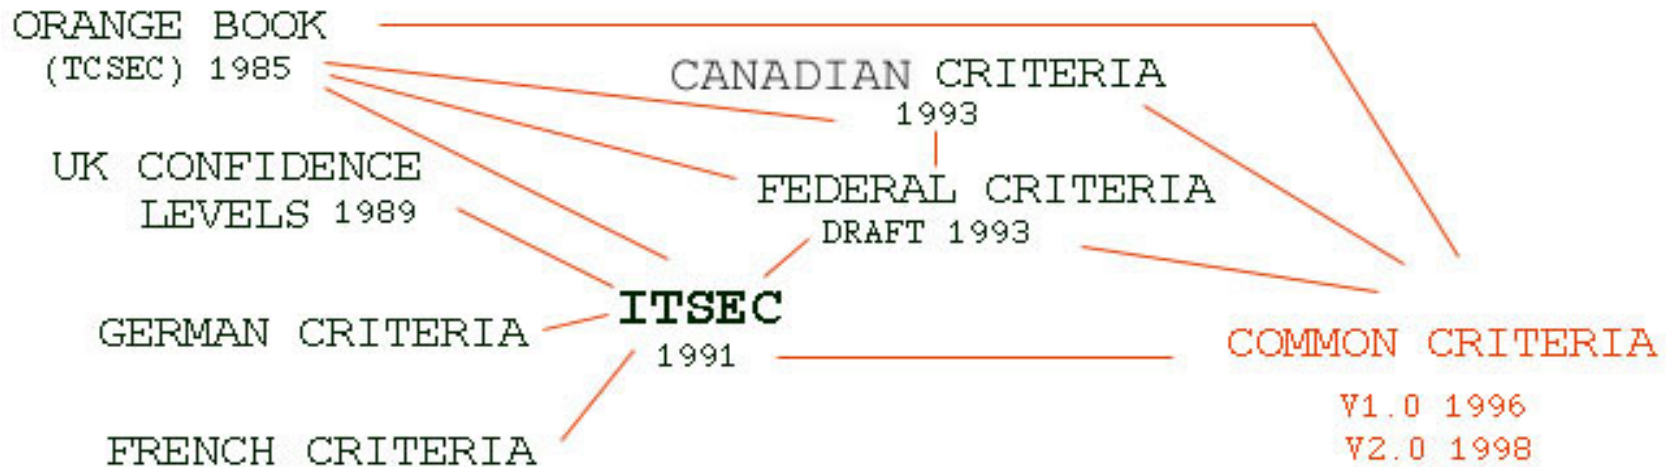 ORANGE BOOK
(TCSEC) 1985
CANADIAN CRITERIA
1993
UK CONFIDENCE
LEVELS 1989
FEDERAL CRITERIA
DRAFT 1993
ITSEC
1991
GERMAN CRITERIA
FRENCH CRITERIA
COMMON CRITERIA
V1.0 1996
V2.0 1998